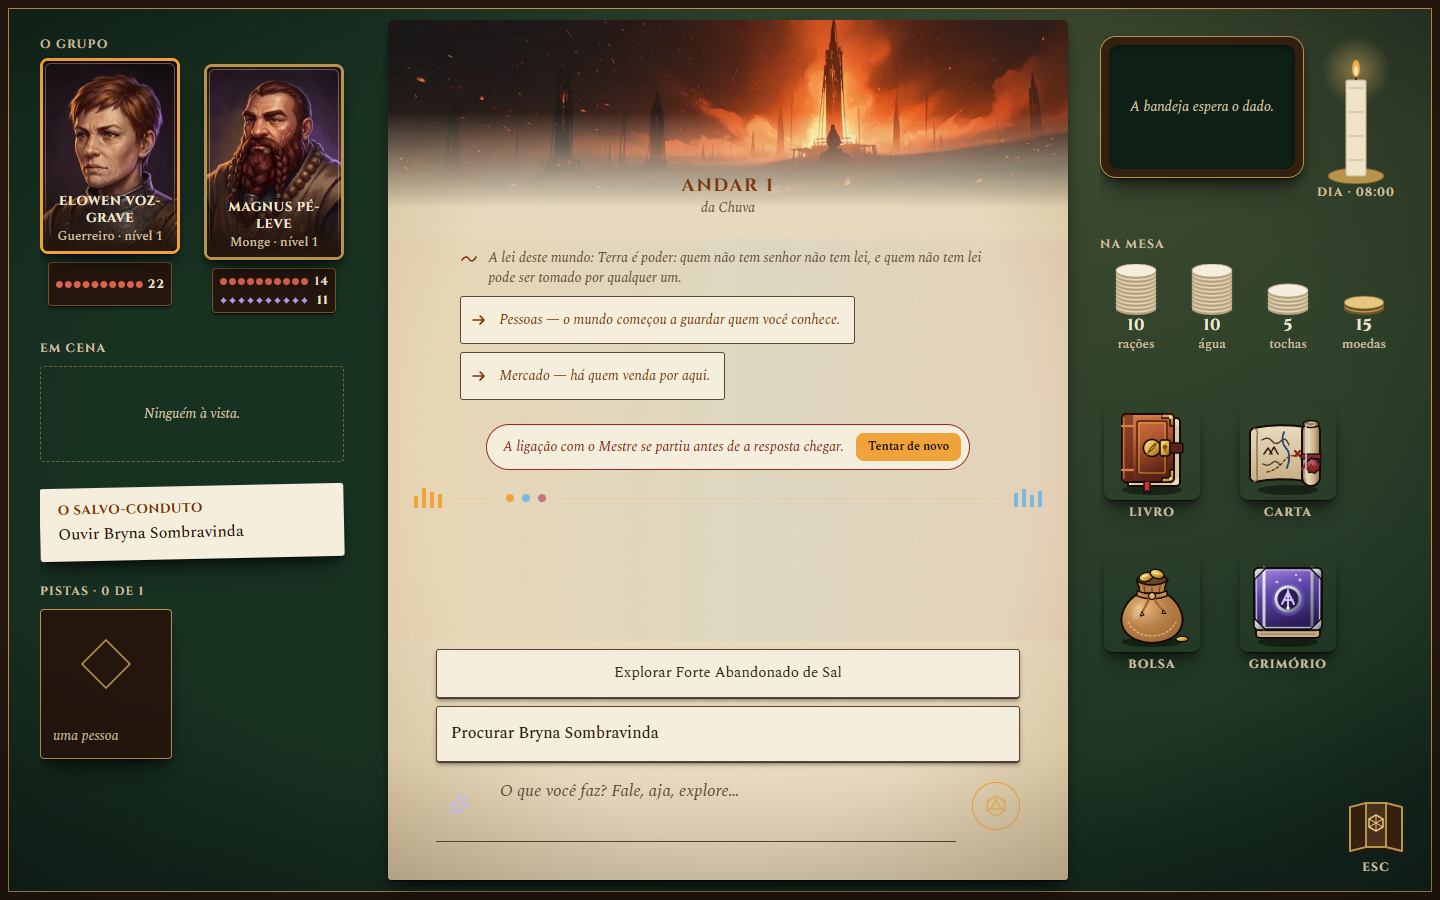 O GRUPO
ELOWEN VOZ-
GRAVE
Guerreiro · nível 1
22
MAGNUS PÉ-
LEVE
Monge · nível 1
14
11
EM CENA
Ninguém à vista.
O SALVO-CONDUTO
Ouvir Bryna Sombravinda
PISTAS · 0 DE 1
uma pessoa
ANDAR 1
da Chuva
A lei deste mundo: Terra é poder: quem não tem senhor não tem lei, e quem não tem lei
pode ser tomado por qualquer um.
Pessoas — o mundo começou a guardar quem você conhece.
Mercado — há quem venda por aqui.
A ligação com o Mestre se partiu antes de a resposta chegar.
Tentar de novo
Explorar Forte Abandonado de Sal
Procurar Bryna Sombravinda
O que você faz? Fale, aja, explore...
A bandeja espera o dado.
DIA · 08:00
NA MESA
10
rações
10
água
5
tochas
15
moedas
LIVRO
CARTA
BOLSA
GRIMÓRIO
ESC